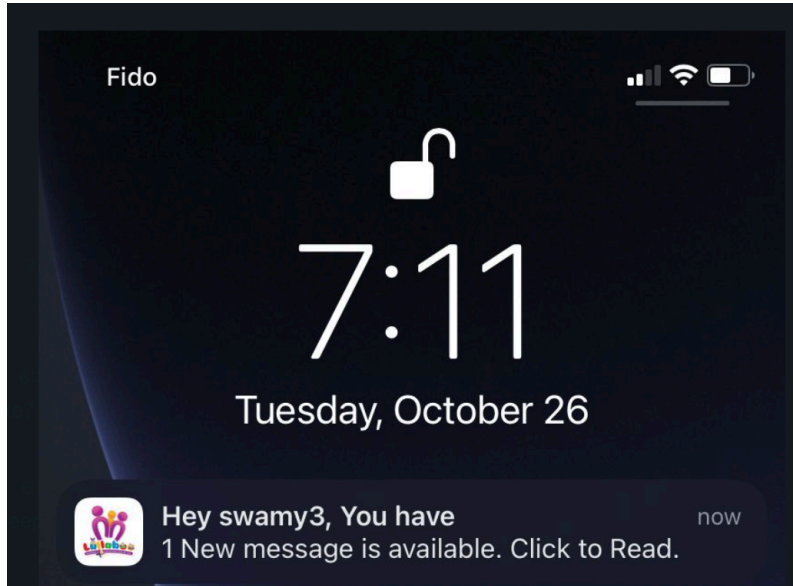 Fido
7:11
Tuesday, October 26
Hey swamy3, You have
now
1 New message is available. Click to Read.
Lullaboo